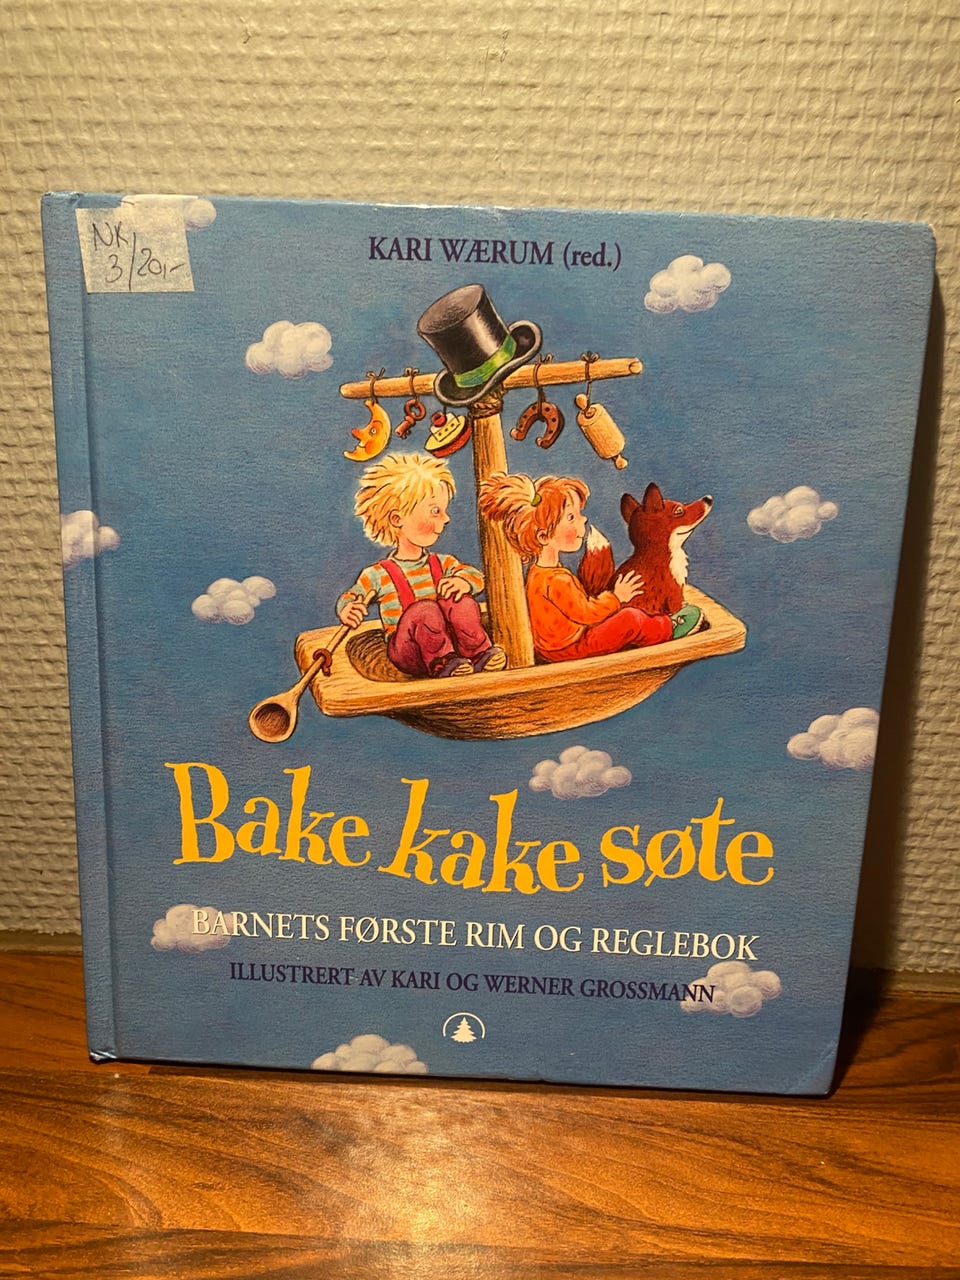 NK
3/20,-
KARI WÆRUM (red.)
Bake kake søte
BARNETS FØRSTE RIM OG REGLEBOK
ILLUSTRERT AV KARI OG WERNER GROSSMANN